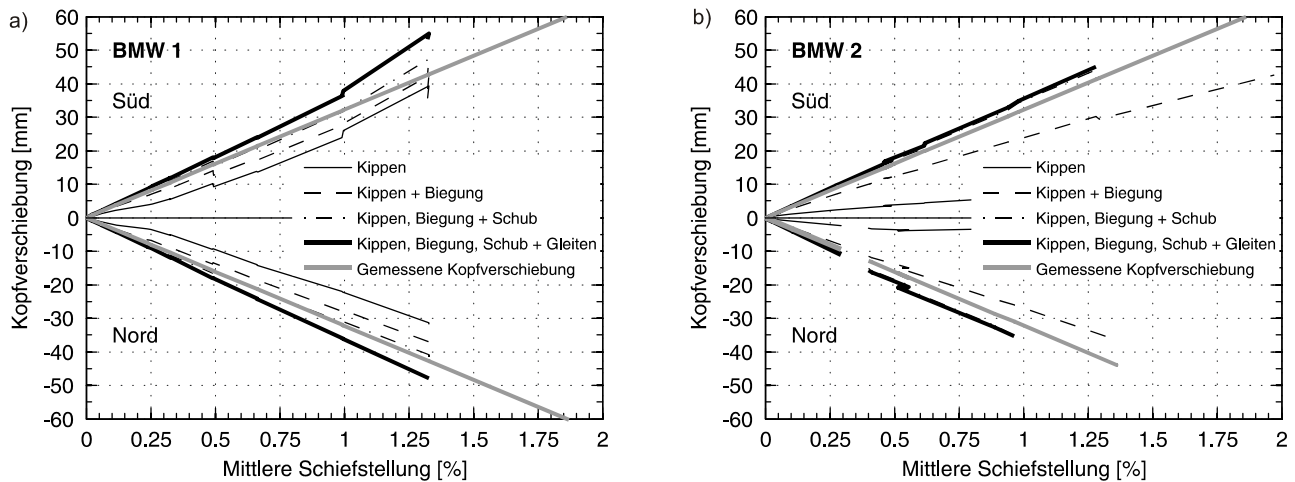 a)
BMW 1
Süd
Nord
Kopfverschiebung [mm]
60
50
40
30
20
10
0
-10
-20
-30
-40
-50
-60
Kippen
Kippen + Biegung
Kippen, Biegung + Schub
Kippen, Biegung, Schub + Gleiten
Gemessene Kopfverschiebung
0 0.25 0.5 0.75 1 1.25 1.5 1.75 2
Mittlere Schiefstellung [%]
b)
BMW 2
Süd
Nord
Kopfverschiebung [mm]
60
50
40
30
20
10
0
-10
-20
-30
-40
-50
-60
Kippen
Kippen + Biegung
Kippen, Biegung + Schub
Kippen, Biegung, Schub + Gleiten
Gemessene Kopfverschiebung
0 0.25 0.5 0.75 1 1.25 1.5 1.75 2
Mittlere Schiefstellung [%]